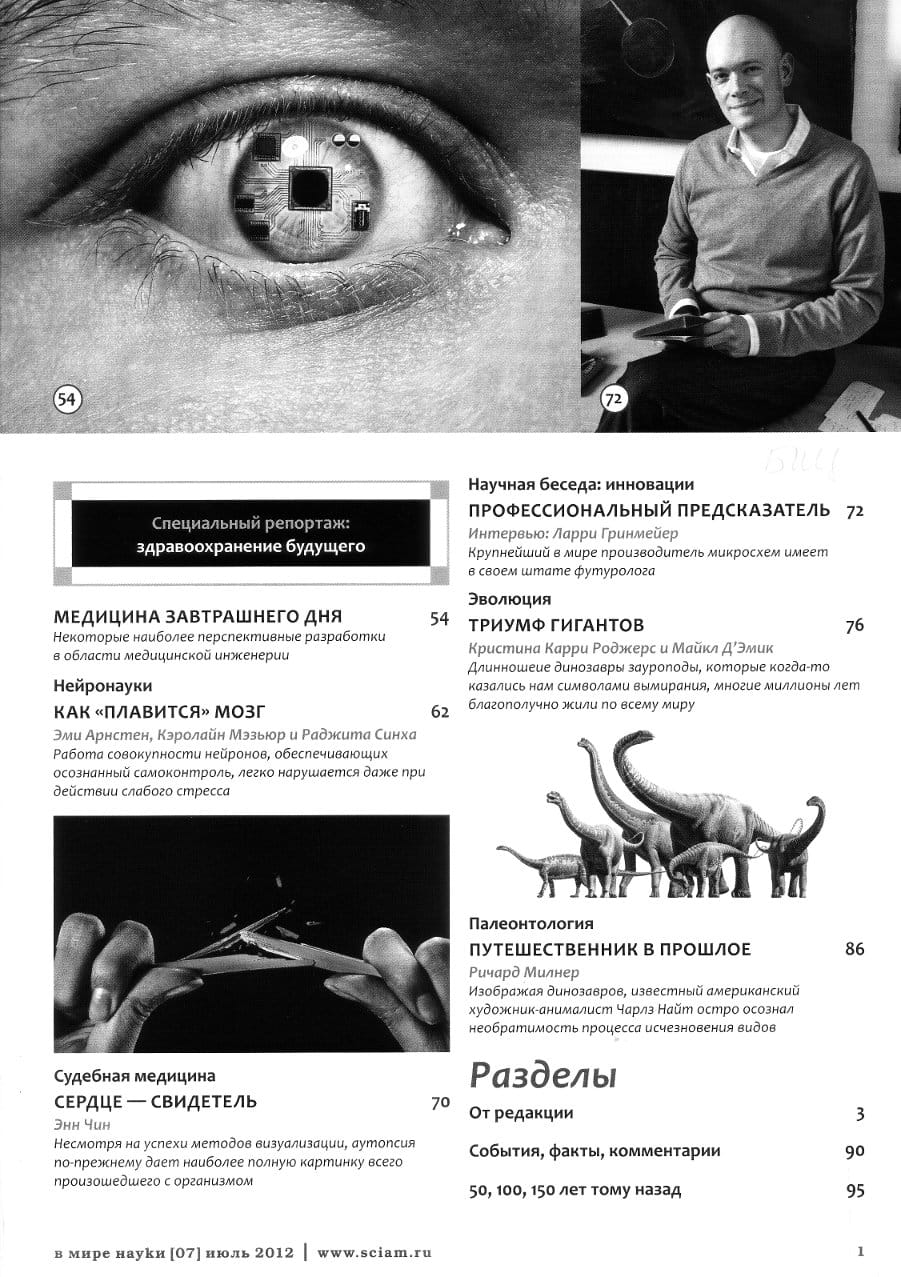 54
72
Специальный репортаж:
здравоохранение будущего
МЕДИЦИНА ЗАВТРАШНЕГО ДНЯ 54
Некоторые наиболее перспективные разработки
в области медицинской инженерии
Нейронауки
КАК «ПЛАВИТСЯ» МОЗГ 62
Эми Арнстен, Кэролайн Мэзьюр и Раджита Синха
Работа совокупности нейронов, обеспечивающих
осознанный самоконтроль, легко нарушается даже при
действии слабого стресса
Судебная медицина
СЕРДЦЕ — СВИДЕТЕЛЬ 70
Энн Чин
Несмотря на успехи методов визуализации, аутопсия
по-прежнему дает наиболее полную картинку всего
произошедшего с организмом
Научная беседа: инновации
ПРОФЕССИОНАЛЬНЫЙ ПРЕДСКАЗАТЕЛЬ 72
Интервью: Ларри Гринмейер
Крупнейший в мире производитель микросхем имеет
в своем штате футуролога
Эволюция
ТРИУМФ ГИГАНТОВ 76
Кристина Карри Роджерс и Майкл Д’Эмик
Длинношеие динозавры зауроподы, которые когда-то
казались нам символами вымирания, многие миллионы лет
благополучно жили по всему миру
Палеонтология
ПУТЕШЕСТВЕННИК В ПРОШЛОЕ 86
Ричард Милнер
Изображая динозавров, известный американский
художник-анималист Чарлз Найт остро осознал
необратимость процесса исчезновения видов
Разделы
От редакции 3
События, факты, комментарии 90
50, 100, 150 лет тому назад 95
в мире науки [07] июль 2012 | www.sciam.ru 1